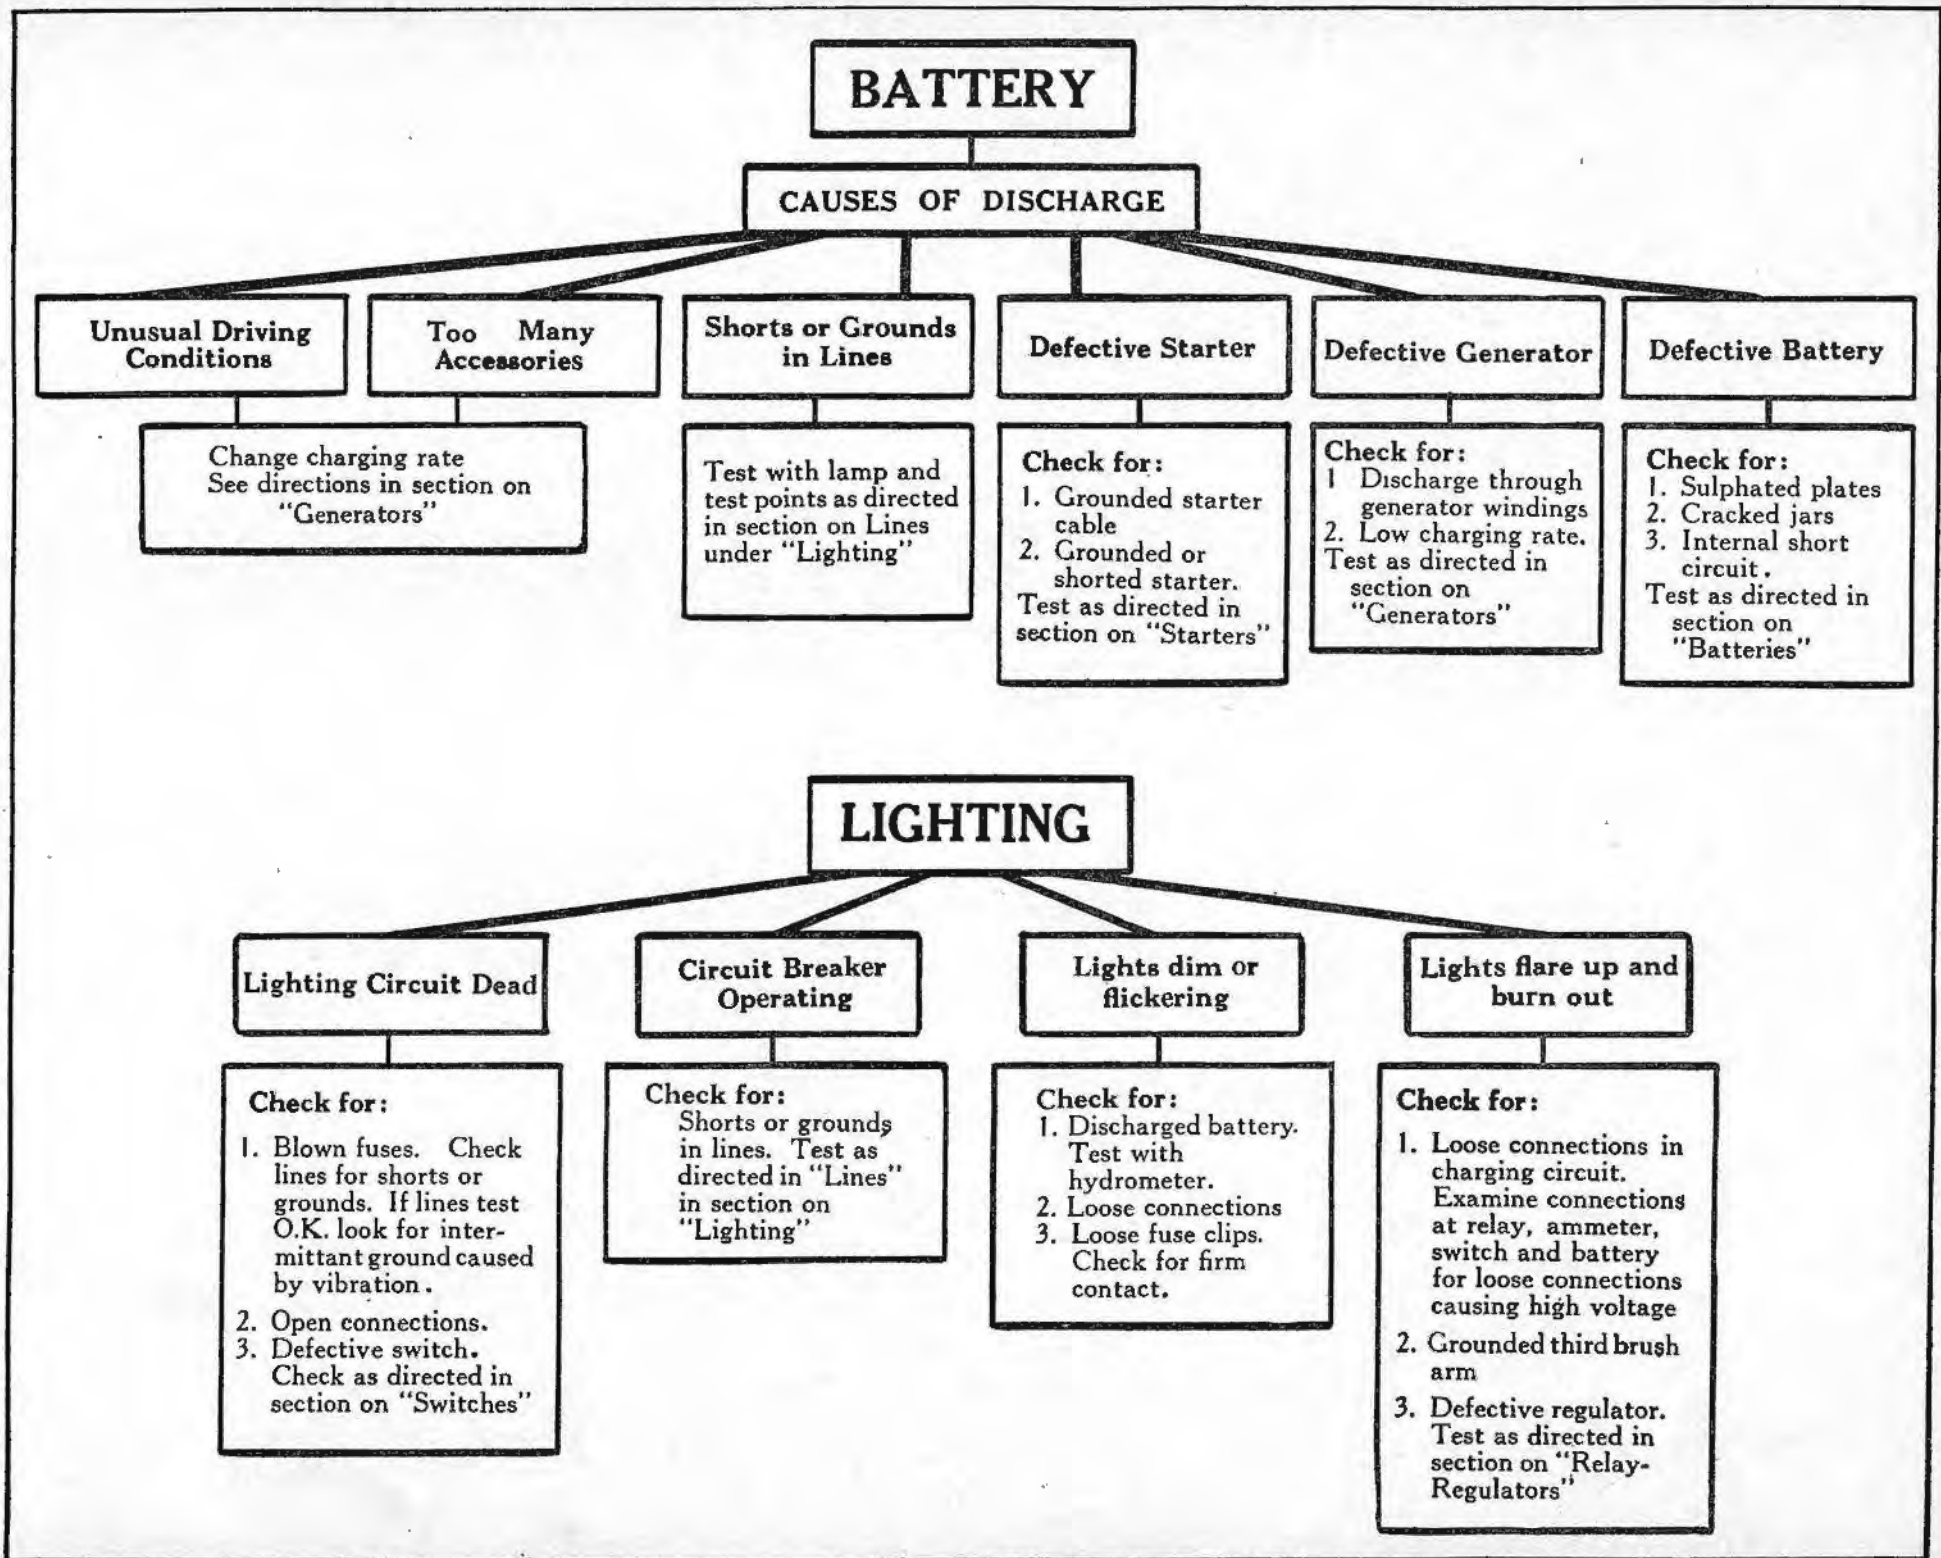 BATTERY
CAUSES OF DISCHARGE
Unusual Driving
Conditions
Too Many
Accessories
Change charging rate
See directions in section on
"Generators"
Shorts or Grounds
in Lines
Test with lamp and
test points as directed
in section on Lines
under "Lighting"
Defective Starter
Check for:
1. Grounded starter
cable
2. Grounded or
shorted starter.
Test as directed in
section on "Starters"
Defective Generator
Check for:
1 Discharge through
generator windings
2. Low charging rate.
Test as directed in
section on
"Generators"
Defective Battery
Check for:
1. Sulphated plates
2. Cracked jars
3. Internal short
circuit.
Test as directed in
section on
"Batteries"
LIGHTING
Lighting Circuit Dead
Check for:
1. Blown fuses. Check
lines for shorts or
grounds. If lines test
O.K. look for inter-
mittant ground caused
by vibration.
2. Open connections.
3. Defective switch.
Check as directed in
section on "Switches"
Circuit Breaker
Operating
Check for:
Shorts or grounds
in lines. Test as
directed in "Lines"
in section on
"Lighting"
Lights dim or
flickering
Check for:
1. Discharged battery.
Test with
hydrometer.
2. Loose connections
3. Loose fuse clips.
Check for firm
contact.
Lights flare up and
burn out
Check for:
1. Loose connections in
charging circuit.
Examine connections
at relay, ammeter,
switch and battery
for loose connections
causing high voltage
2. Grounded third brush
arm
3. Defective regulator.
Test as directed in
section on "Relay-
Regulators"